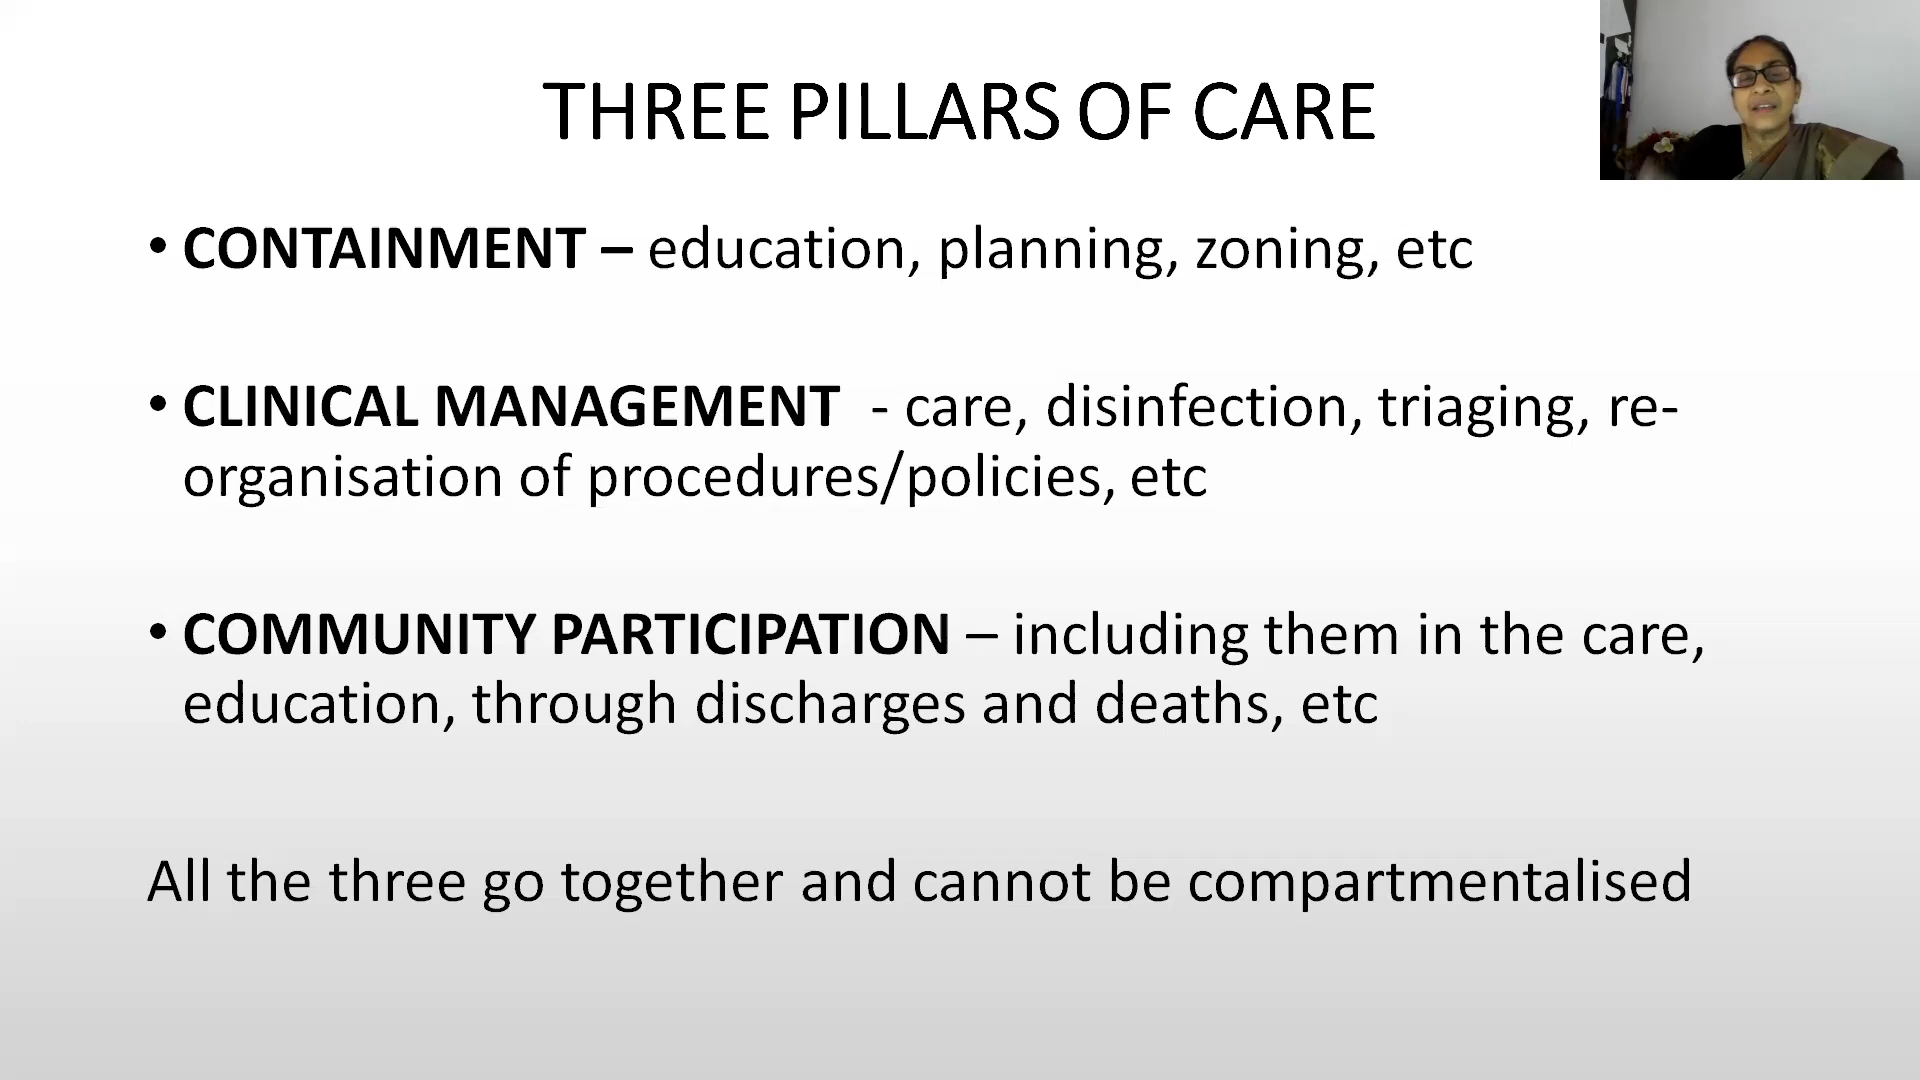 THREE PILLARS OF CARE
• CONTAINMENT – education, planning, zoning, etc
• CLINICAL MANAGEMENT - care, disinfection, triaging, re-
organisation of procedures/policies, etc
• COMMUNITY PARTICIPATION – including them in the care,
education, through discharges and deaths, etc
All the three go together and cannot be compartmentalised